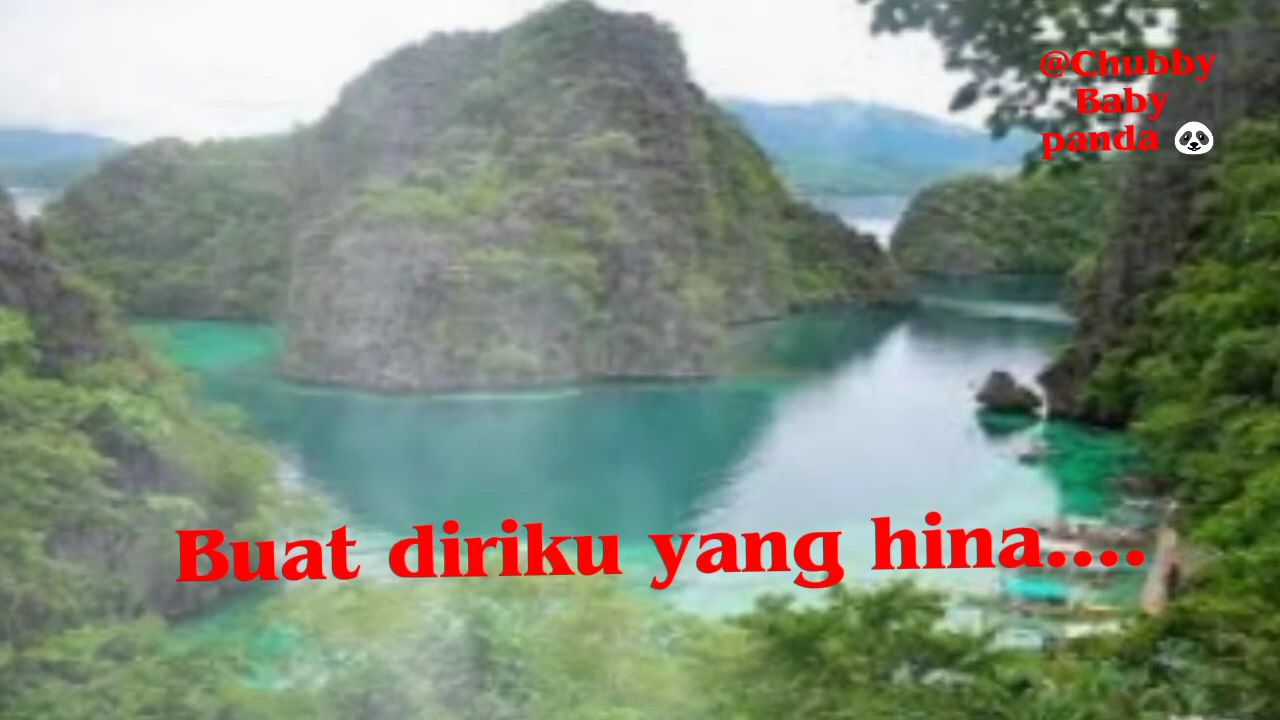 @Chubby
Baby
panda 🐼
Buat diriku yang hina....